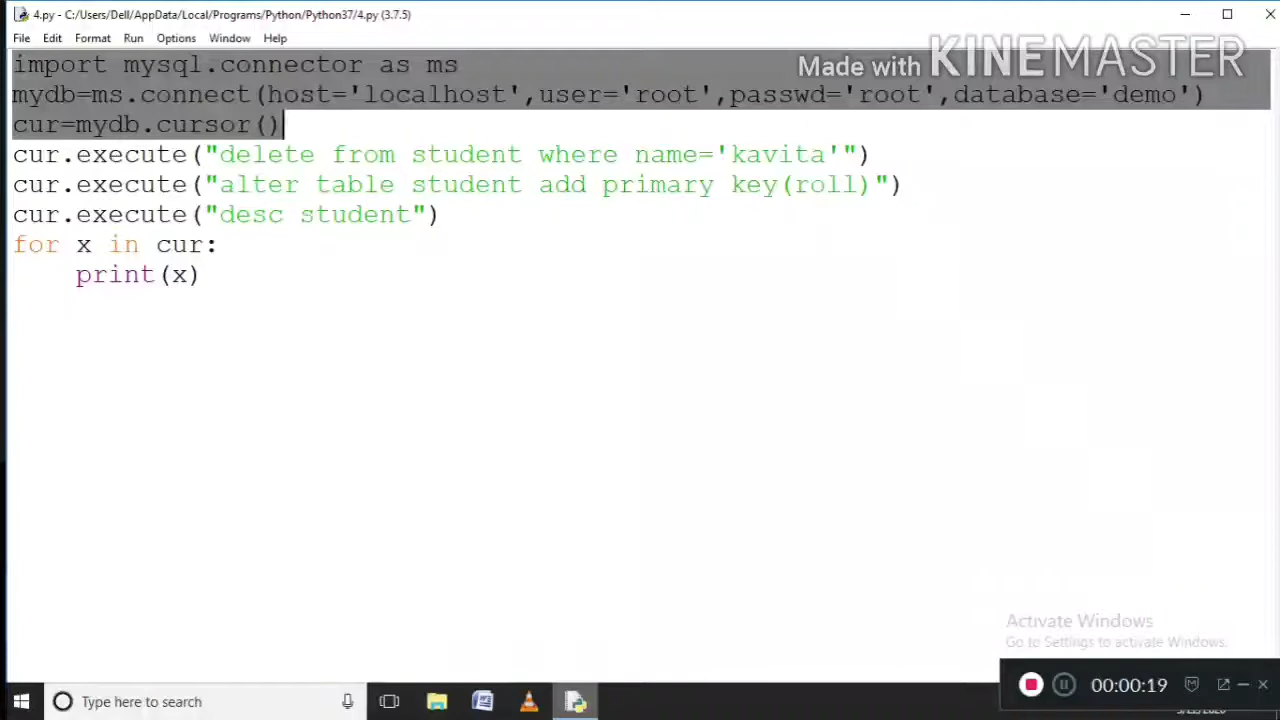 4.py - C:/Users/Dell/AppData/Local/Programs/Python/Python37/4.py (3.7.5)
File Edit Format Run Options Window Help
Made with KINEMASTER
import mysql.connector as ms
mydb=ms.connect(host='localhost',user='root',passwd='root',database='demo')
cur=mydb.cursor()
cur.execute("delete from student where name='kavita'")
cur.execute("alter table student add primary key(roll)")
cur.execute("desc student")
for x in cur:
    print(x)
Activate Windows
Go to Settings to activate Windows.
00:00:19
Type here to search